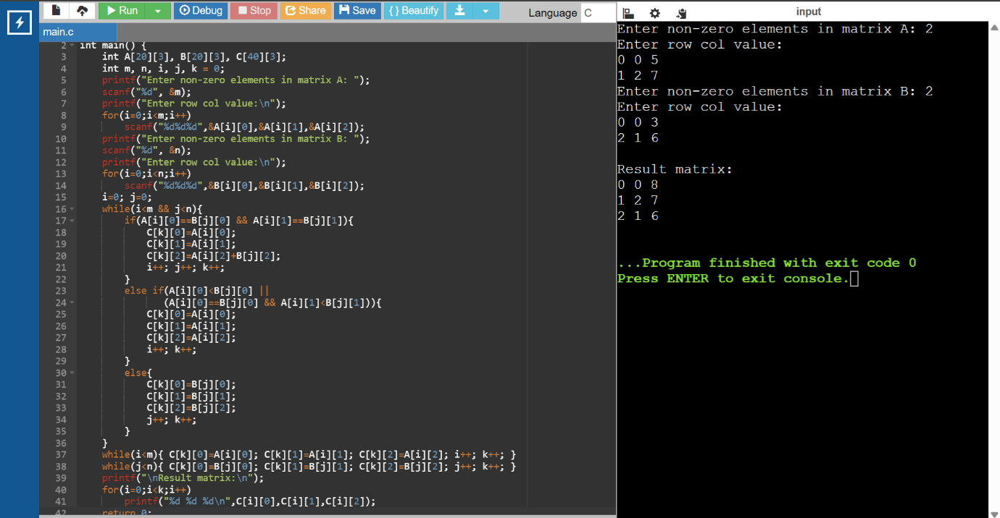 Run
Debug
Stop
Share
Save
{ } Beautify
Language C
input
main.c
2 int main() {
3 int A[20][3], B[20][3], C[40][3];
4 int m, n, i, j, k = 0;
5 printf("Enter non-zero elements in matrix A: ");
6 scanf("%d", &m);
7 printf("Enter row col value:\n");
8 for(i=0;i<m;i++)
9 scanf("%d%d%d",&A[i][0],&A[i][1],&A[i][2]);
10 printf("Enter non-zero elements in matrix B: ");
11 scanf("%d", &n);
12 printf("Enter row col value:\n");
13 for(i=0;i<n;i++)
14 scanf("%d%d%d",&B[i][0],&B[i][1],&B[i][2]);
15 i=0; j=0;
16 while(i<m && j<n){
17 if(A[i][0]==B[j][0] && A[i][1]==B[j][1]){
18 C[k][0]=A[i][0];
19 C[k][1]=A[i][1];
20 C[k][2]=A[i][2]+B[j][2];
21 i++; j++; k++;
22 }
23 else if(A[i][0]<B[j][0] ||
24 (A[i][0]==B[j][0] && A[i][1]<B[j][1])){
25 C[k][0]=A[i][0];
26 C[k][1]=A[i][1];
27 C[k][2]=A[i][2];
28 i++; k++;
29 }
30 else{
31 C[k][0]=B[j][0];
32 C[k][1]=B[j][1];
33 C[k][2]=B[j][2];
34 j++; k++;
35 }
36 }
37 while(i<m){ C[k][0]=A[i][0]; C[k][1]=A[i][1]; C[k][2]=A[i][2]; i++; k++; }
38 while(j<n){ C[k][0]=B[j][0]; C[k][1]=B[j][1]; C[k][2]=B[j][2]; j++; k++; }
39 printf("\nResult matrix:\n");
40 for(i=0;i<k;i++)
41 printf("%d %d %d\n",C[i][0],C[i][1],C[i][2]);
42 return 0;
Enter non-zero elements in matrix A: 2
Enter row col value:
0 0 5
1 2 7
Enter non-zero elements in matrix B: 2
Enter row col value:
0 0 3
2 1 6
Result matrix:
0 0 8
1 2 7
2 1 6
...Program finished with exit code 0
Press ENTER to exit console.